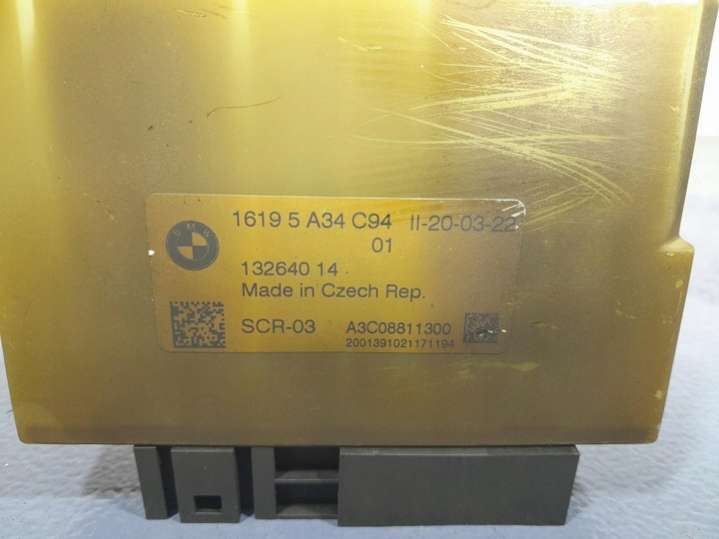 BMW
1619 5 A34 C94 II-20-03-22
01
132640 14
Made in Czech Rep.
SCR-03 A3C08811300
2001391021171194